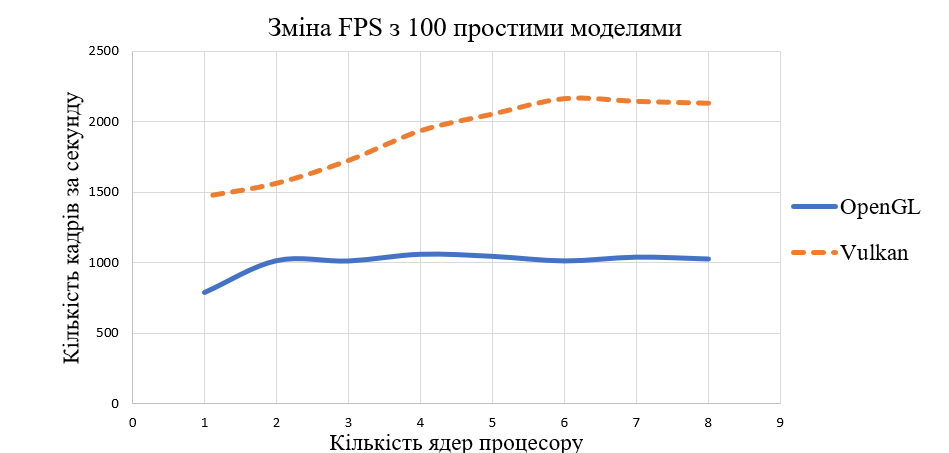 Зміна FPS з 100 простими моделями
Кількість кадрів за секунду
2500
2000
1500
1000
500
0
0 1 2 3 4 5 6 7 8 9
Кількість ядер процесору
OpenGL
Vulkan